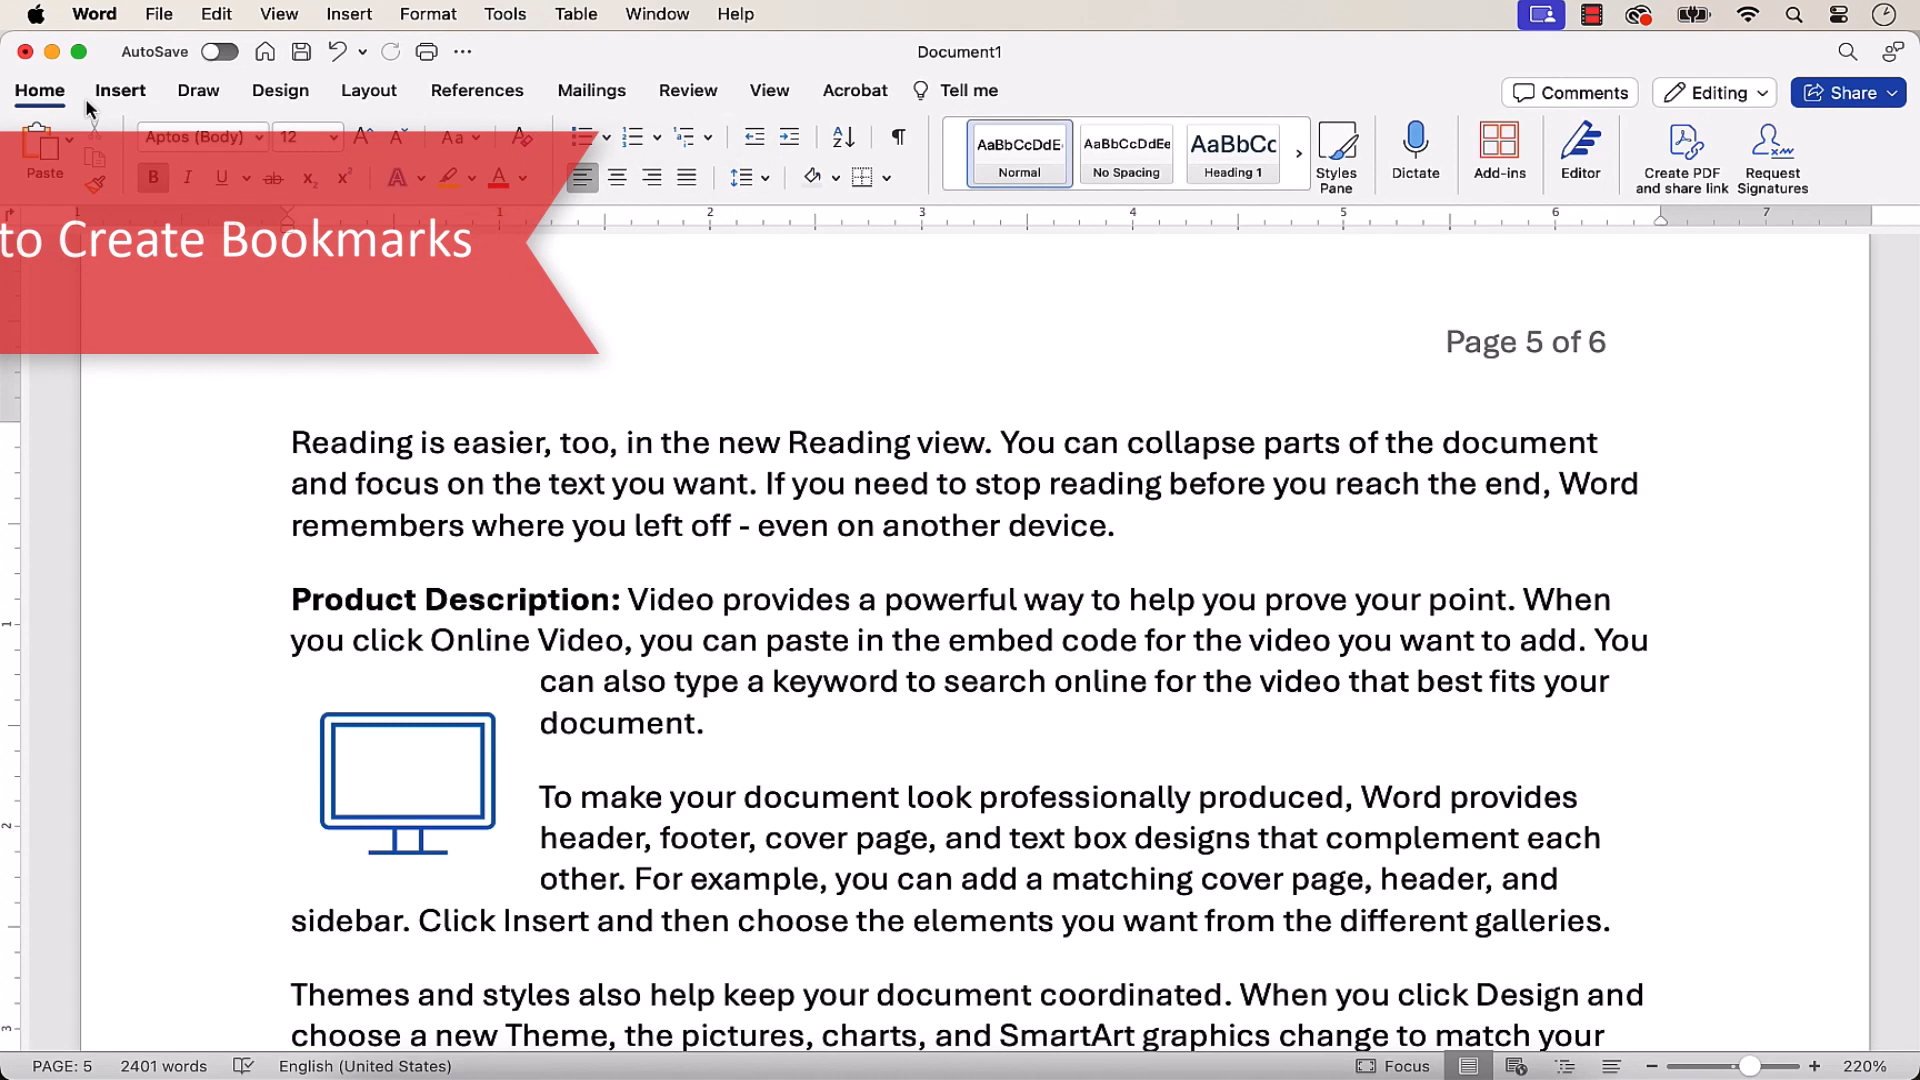 Word File Edit View Insert Format Tools Table Window Help
AutoSave Document1
Home Insert Draw Design Layout References Mailings Review View Acrobat Tell me Comments Editing Share
Aptos (Body) 12 Aa AaBbCcDdE AaBbCcDdEe AaBbCc
Paste B I U ab x₂ x² A A Normal No Spacing Heading 1 Styles Pane Dictate Add-ins Editor Create PDF and share link Request Signatures
1 1 2 3 4 5 6 7
to Create Bookmarks
Page 5 of 6
Reading is easier, too, in the new Reading view. You can collapse parts of the document
and focus on the text you want. If you need to stop reading before you reach the end, Word
remembers where you left off - even on another device.
Product Description: Video provides a powerful way to help you prove your point. When
you click Online Video, you can paste in the embed code for the video you want to add. You
can also type a keyword to search online for the video that best fits your
document.
To make your document look professionally produced, Word provides
header, footer, cover page, and text box designs that complement each
other. For example, you can add a matching cover page, header, and
sidebar. Click Insert and then choose the elements you want from the different galleries.
Themes and styles also help keep your document coordinated. When you click Design and
choose a new Theme, the pictures, charts, and SmartArt graphics change to match your
PAGE: 5 2401 words English (United States) Focus 220%